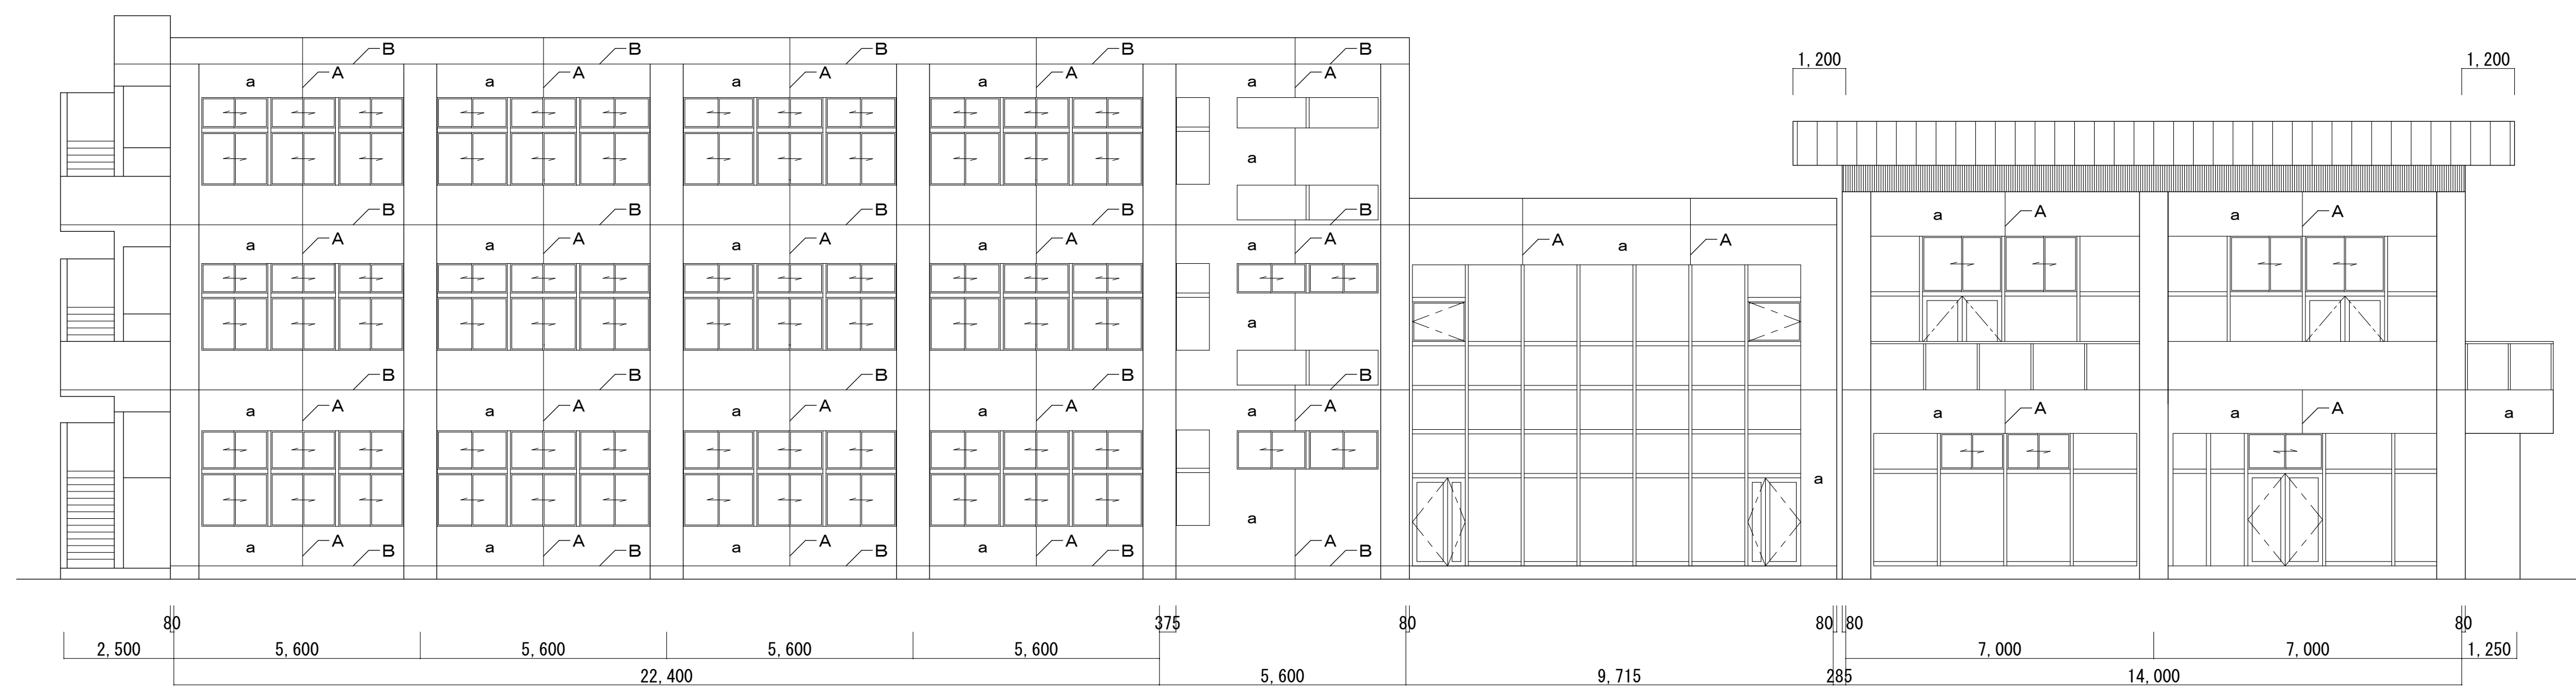 B B B B B
1,200 1,200
a A a A a A a A a A
a
a A a A
B B B B B
a A a A a A a A a A A a A
a
B B B B B
a A a A a A a A a A a A a A a
a
a
a A a A a A a A A
B B B B B
80 375 80 80 80 80
2,500 5,600 5,600 5,600 5,600 7,000 7,000 1,250
22,400 5,600 9,715 285 14,000